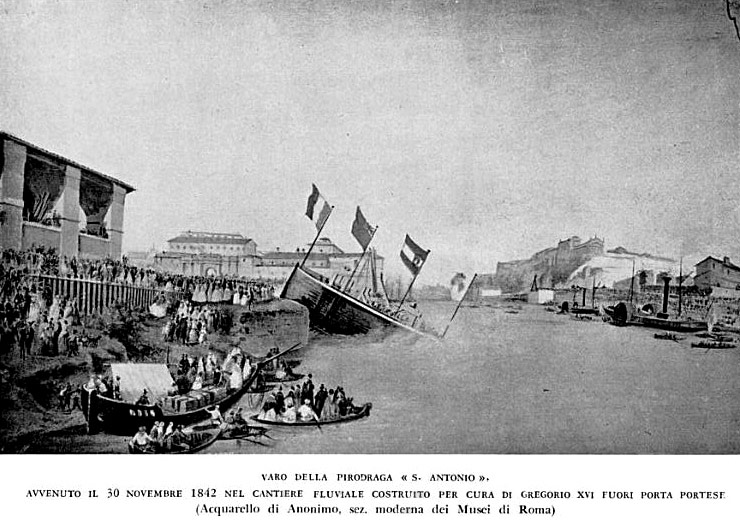 VARO DELLA PIRODRAGA « S. ANTONIO »,
AVVENUTO IL 30 NOVEMBRE 1842 NEL CANTIERE FLUVIALE COSTRUITO PER CURA DI GREGORIO XVI FUORI PORTA PORTESE
(Acquarello di Anonimo, sez. moderna dei Musei di Roma)